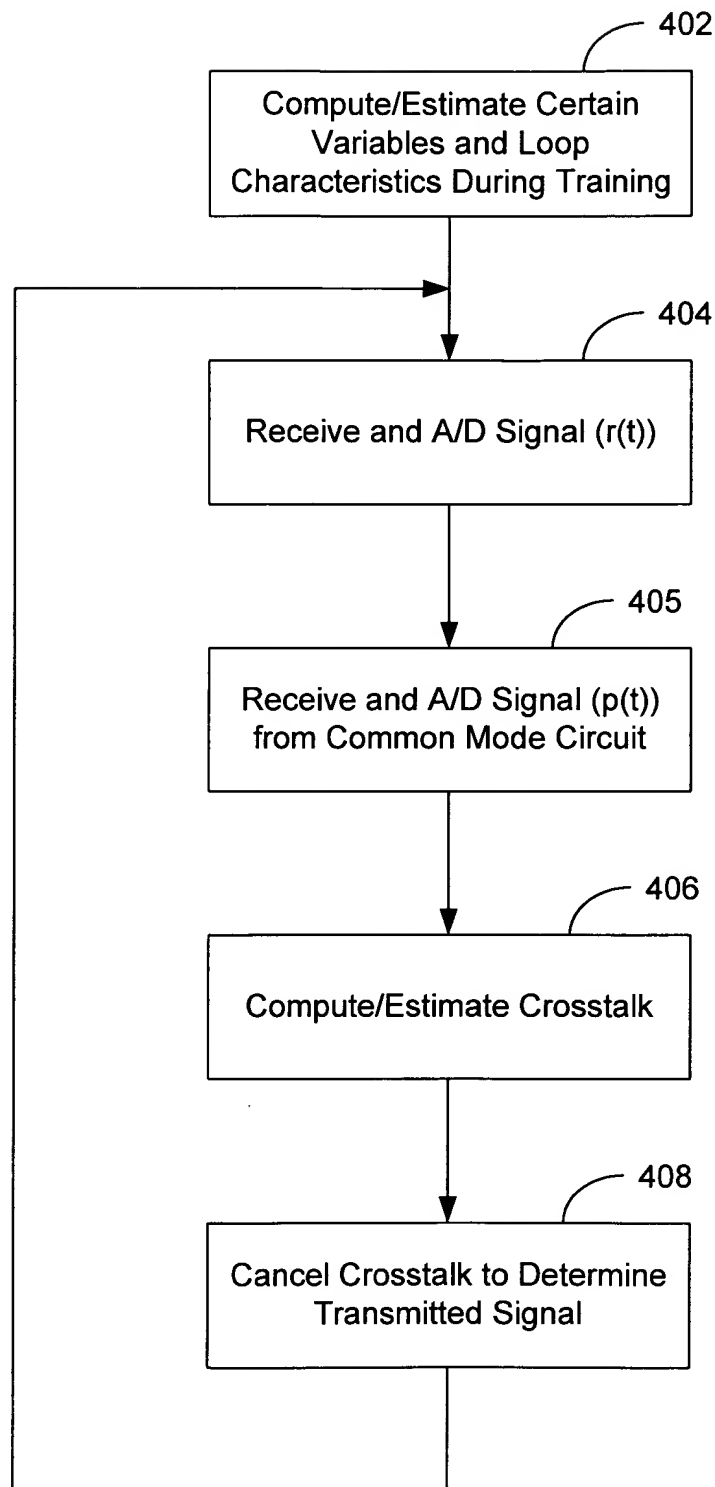 402
Compute/Estimate Certain
Variables and Loop
Characteristics During Training
404
Receive and A/D Signal (r(t))
405
Receive and A/D Signal (p(t))
from Common Mode Circuit
406
Compute/Estimate Crosstalk
408
Cancel Crosstalk to Determine
Transmitted Signal